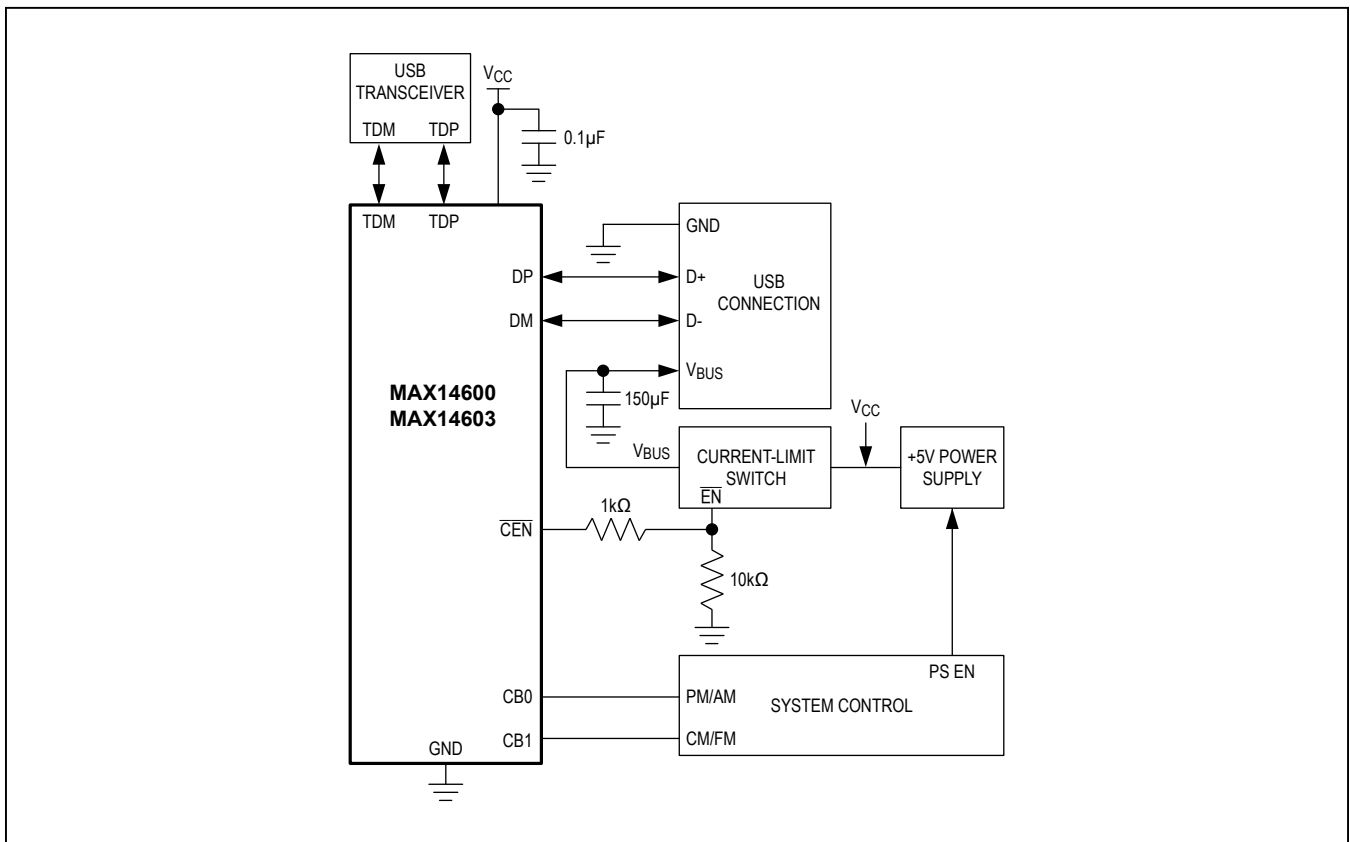 USB
TRANSCEIVER
TDM TDP
VCC
0.1µF
TDM TDP
DP
DM
MAX14600
MAX14603
CEN
CB0
CB1
GND
GND
D+
USB
CONNECTION
D-
VBUS
150µF
VBUS
CURRENT-LIMIT
SWITCH
EN
VCC
+5V POWER
SUPPLY
1kΩ
10kΩ
PS EN
PM/AM
SYSTEM CONTROL
CM/FM